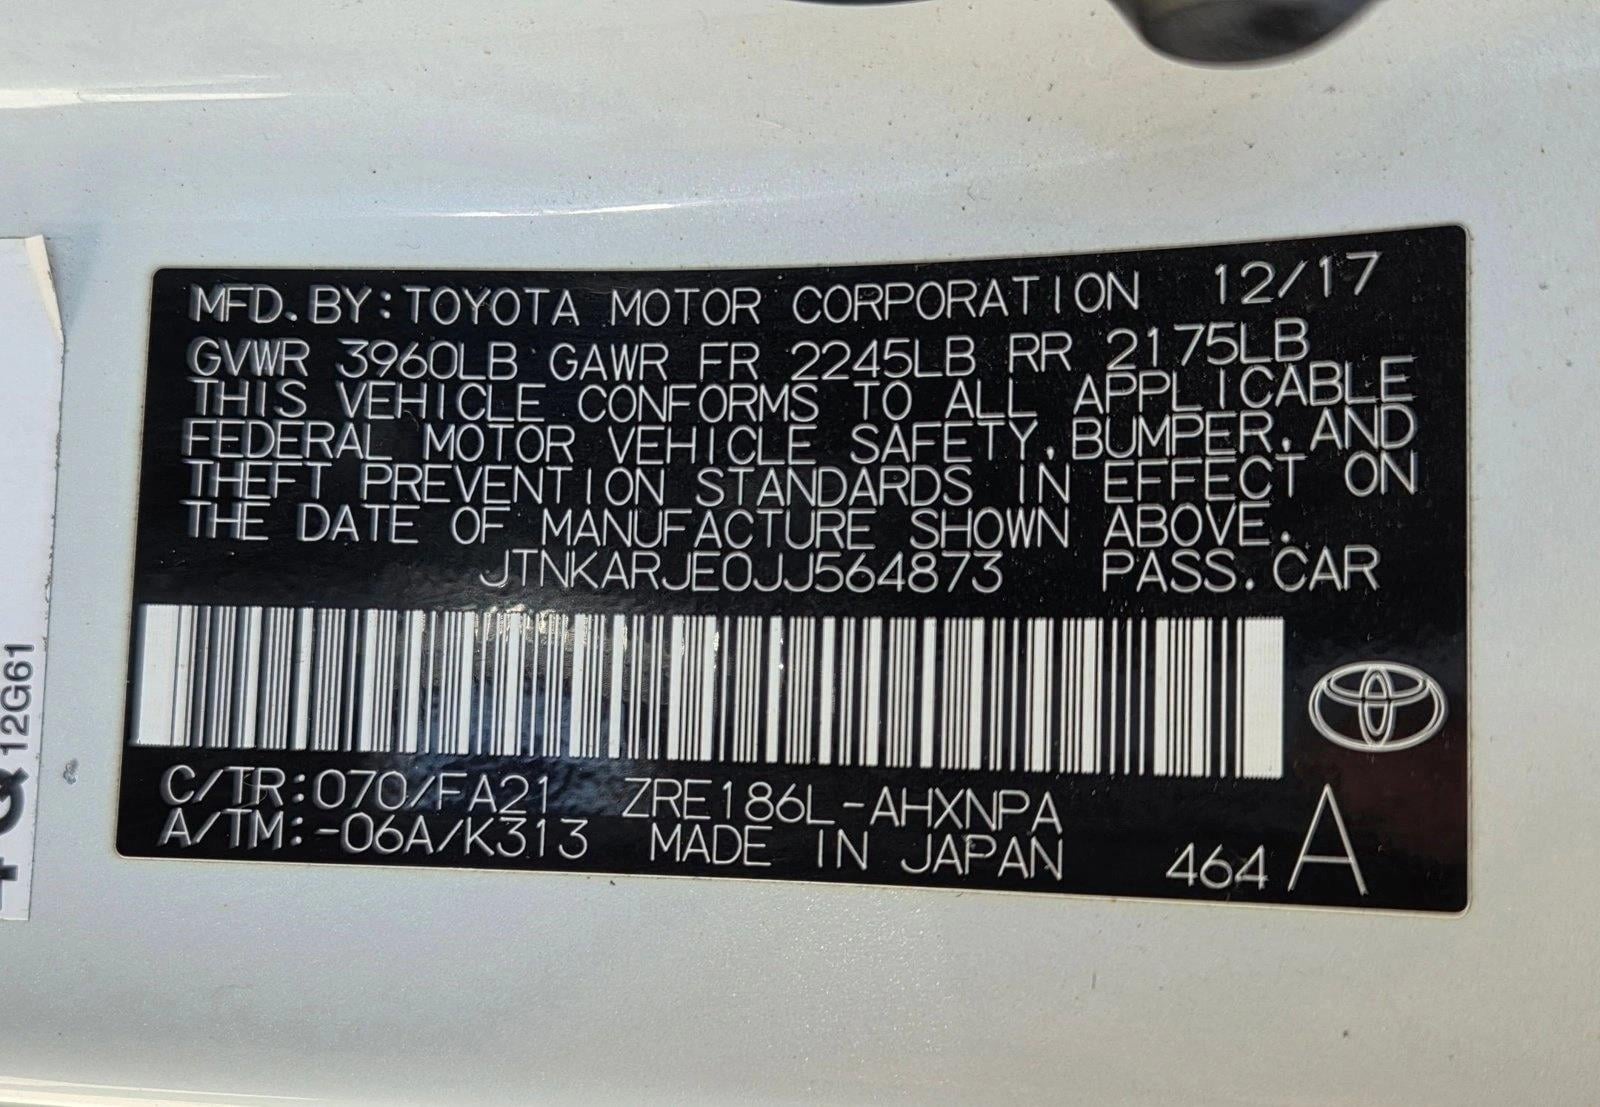 MFD. BY: TOYOTA MOTOR CORPORATION 12/17
GVWR 3960LB GAWR FR 2245LB RR 2175LB
THIS VEHICLE CONFORMS TO ALL APPLICABLE
FEDERAL MOTOR VEHICLE SAFETY, BUMPER, AND
THEFT PREVENTION STANDARDS IN EFFECT ON
THE DATE OF MANUFACTURE SHOWN ABOVE.
JTNKARJE0JJ564873 PASS. CAR
C/TR: 070/FA21 ZRE186L-AHXNPA
A/TM: -06A/K313 MADE IN JAPAN 464 A
12G61